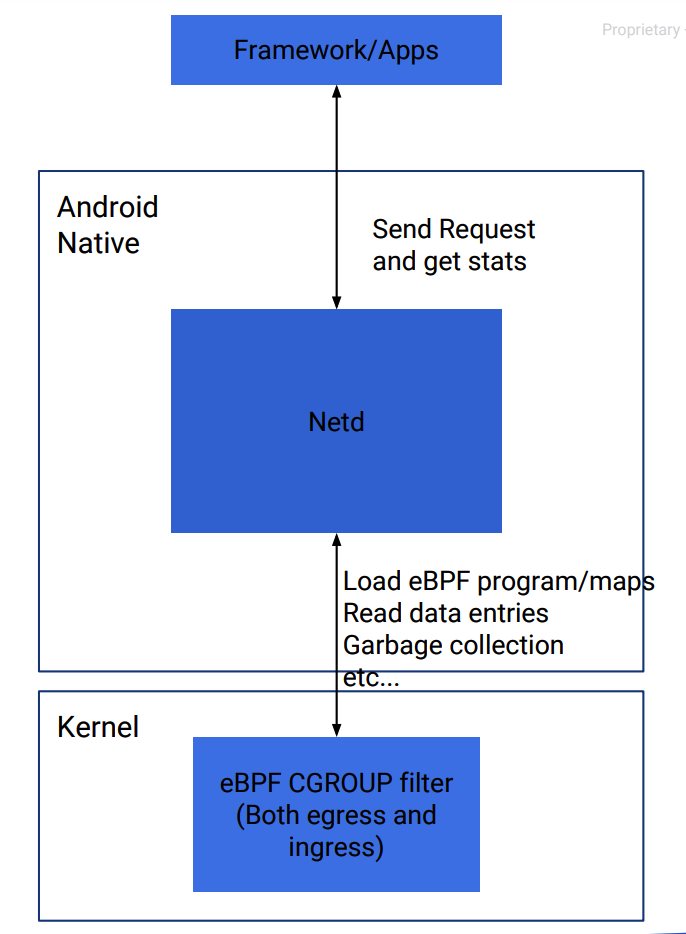 Proprietary
Framework/Apps
Android
Native
Send Request
and get stats
Netd
Load eBPF program/maps
Read data entries
Garbage collection
etc...
Kernel
eBPF CGROUP filter
(Both egress and
ingress)